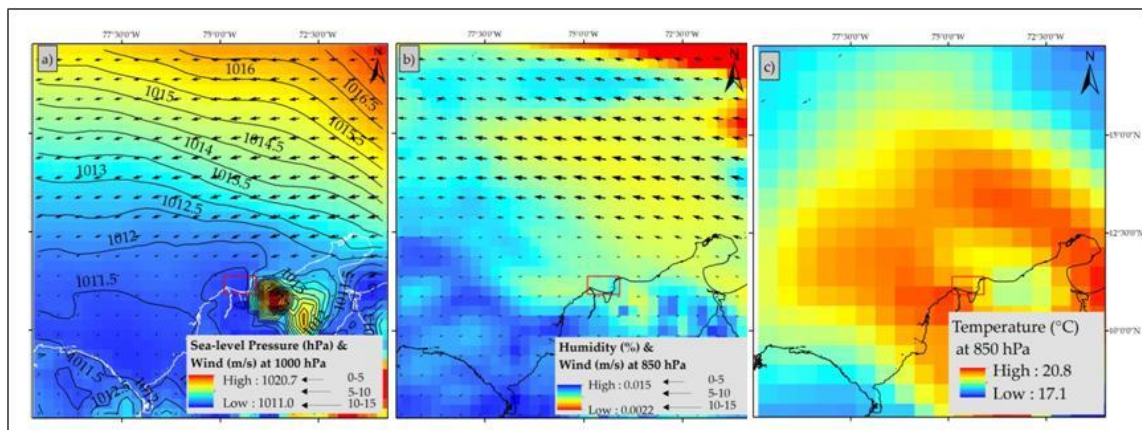 77°30'0"W 75°0'0"W 72°30'0"W
a)
N
1016
1016.5
1015
1015.5
1014.5
1014
1013.5
1013
1012.5
1012
1011.5
1011.5
Sea-level Pressure (hPa) &
Wind (m/s) at 1000 hPa
High : 1020.7
Low : 1011.0
0-5
5-10
10-15
77°30'0"W 75°0'0"W 72°30'0"W
b)
N
Humidity (%) &
Wind (m/s) at 850 hPa
High : 0.015
Low : 0.0022
0-5
5-10
10-15
77°30'0"W 75°0'0"W 72°30'0"W
c)
N
15°0'0"N
12°30'0"N
10°0'0"N
Temperature (°C)
at 850 hPa
High : 20.8
Low : 17.1